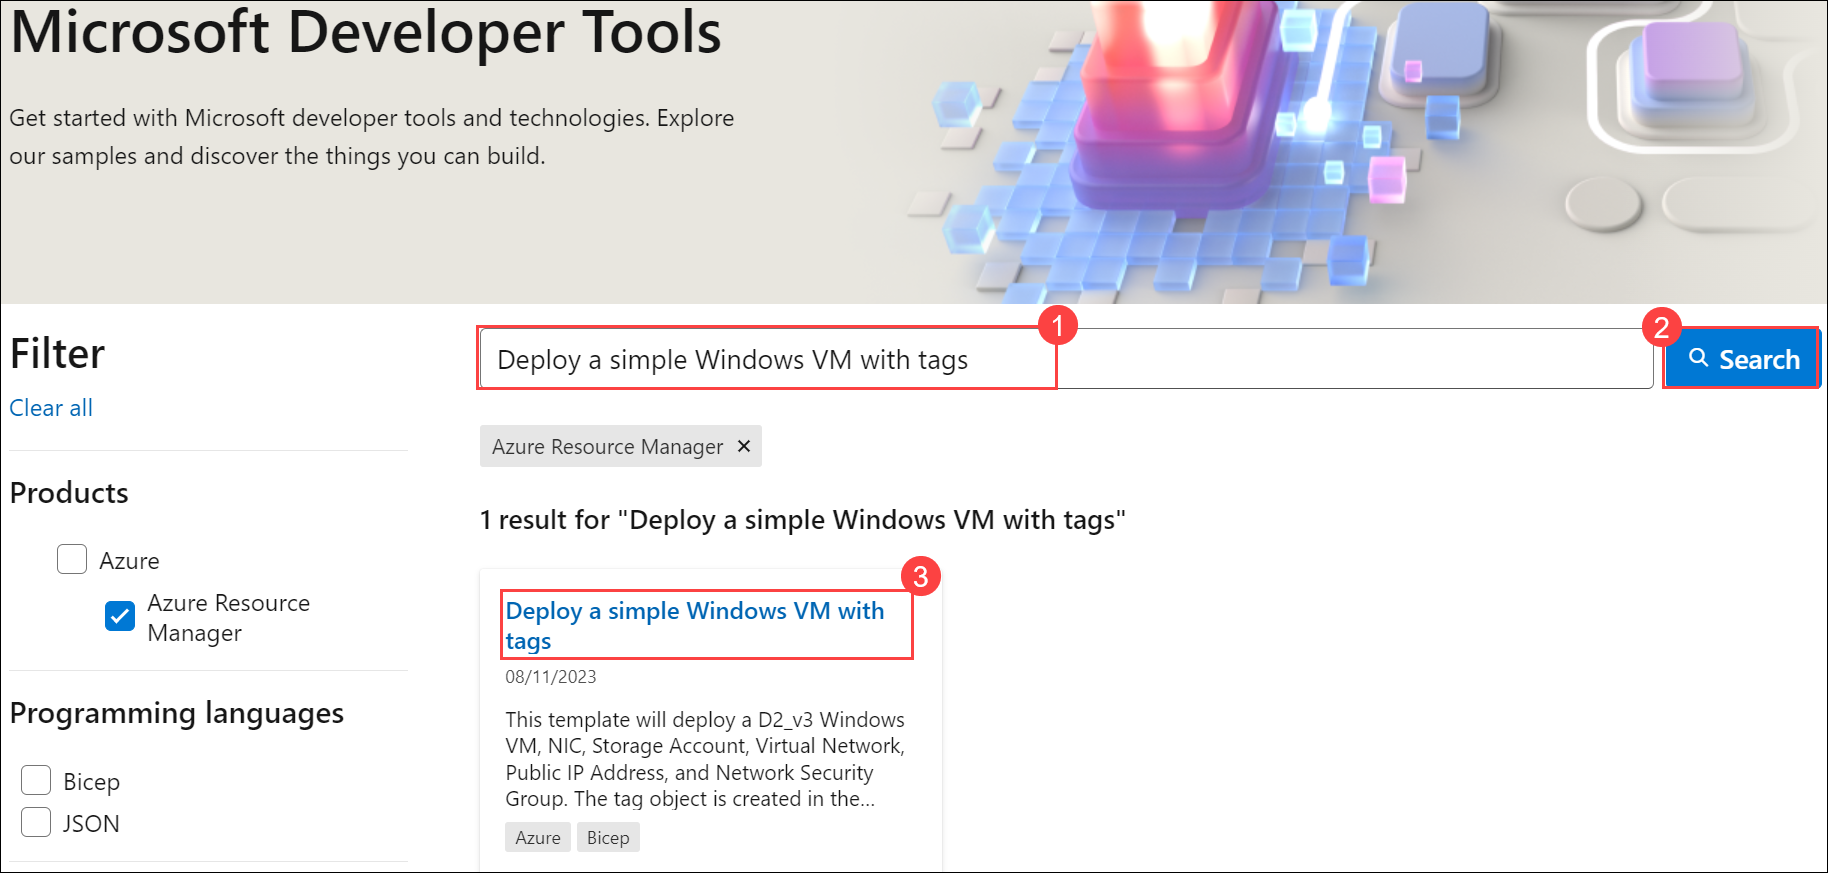 Microsoft Developer Tools
Get started with Microsoft developer tools and technologies. Explore
our samples and discover the things you can build.
Filter
Clear all
Products
Azure
Azure Resource
Manager
Programming languages
Bicep
JSON
1
Deploy a simple Windows VM with tags
2
Search
Azure Resource Manager ✕
1 result for "Deploy a simple Windows VM with tags"
3
Deploy a simple Windows VM with
tags
08/11/2023
This template will deploy a D2_v3 Windows
VM, NIC, Storage Account, Virtual Network,
Public IP Address, and Network Security
Group. The tag object is created in the...
Azure Bicep